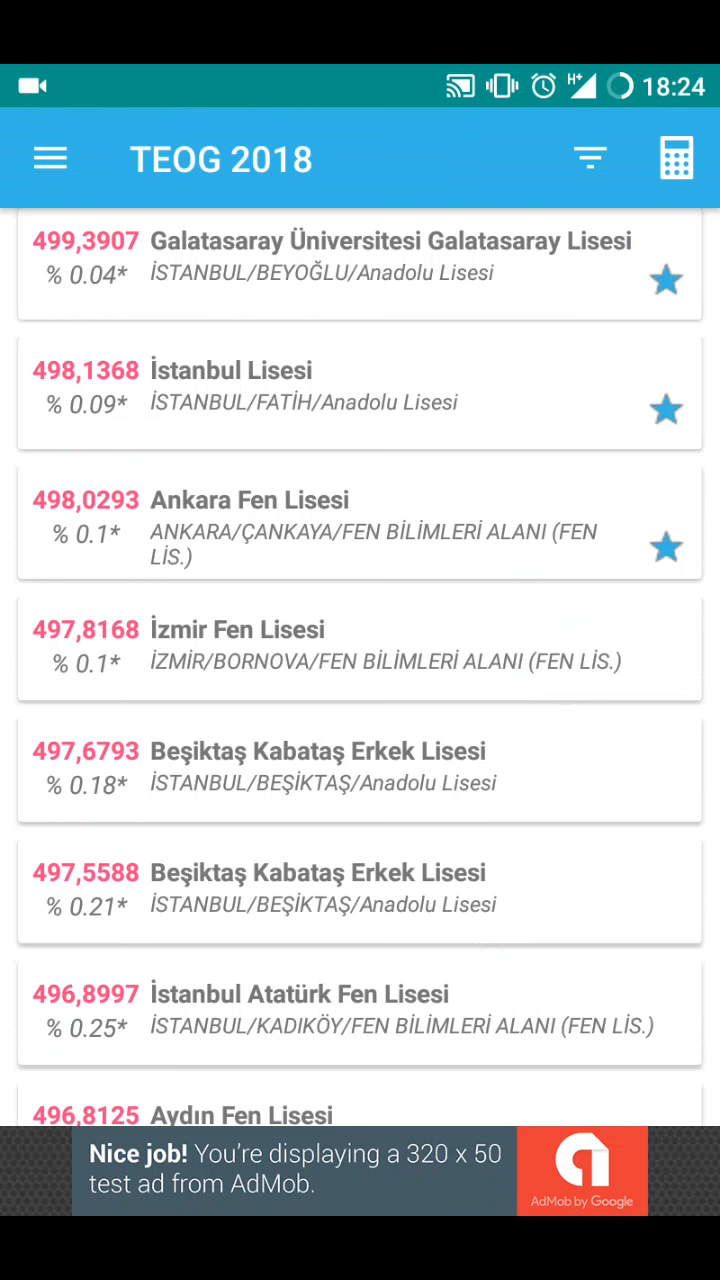 H+ 18:24
TEOG 2018
499,3907 Galatasaray Üniversitesi Galatasaray Lisesi
% 0.04* İSTANBUL/BEYOĞLU/Anadolu Lisesi
498,1368 İstanbul Lisesi
% 0.09* İSTANBUL/FATİH/Anadolu Lisesi
498,0293 Ankara Fen Lisesi
% 0.1* ANKARA/ÇANKAYA/FEN BİLİMLERİ ALANI (FEN
LİS.)
497,8168 İzmir Fen Lisesi
% 0.1* İZMİR/BORNOVA/FEN BİLİMLERİ ALANI (FEN LİS.)
497,6793 Beşiktaş Kabataş Erkek Lisesi
% 0.18* İSTANBUL/BEŞİKTAŞ/Anadolu Lisesi
497,5588 Beşiktaş Kabataş Erkek Lisesi
% 0.21* İSTANBUL/BEŞİKTAŞ/Anadolu Lisesi
496,8997 İstanbul Atatürk Fen Lisesi
% 0.25* İSTANBUL/KADIKÖY/FEN BİLİMLERİ ALANI (FEN LİS.)
496,8125 Aydın Fen Lisesi
Nice job! You're displaying a 320 x 50
test ad from AdMob.
AdMob by Google